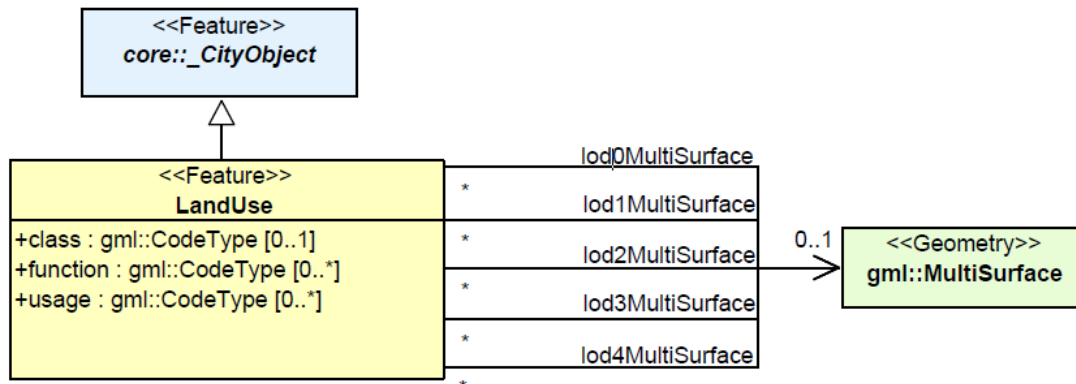 <<Feature>>
core::_CityObject
<<Feature>>
LandUse
+class : gml::CodeType [0..1]
+function : gml::CodeType [0..*]
+usage : gml::CodeType [0..*]
lod0MultiSurface
*
lod1MultiSurface
*
lod2MultiSurface
*
lod3MultiSurface
*
lod4MultiSurface
*
0..1
<<Geometry>>
gml::MultiSurface